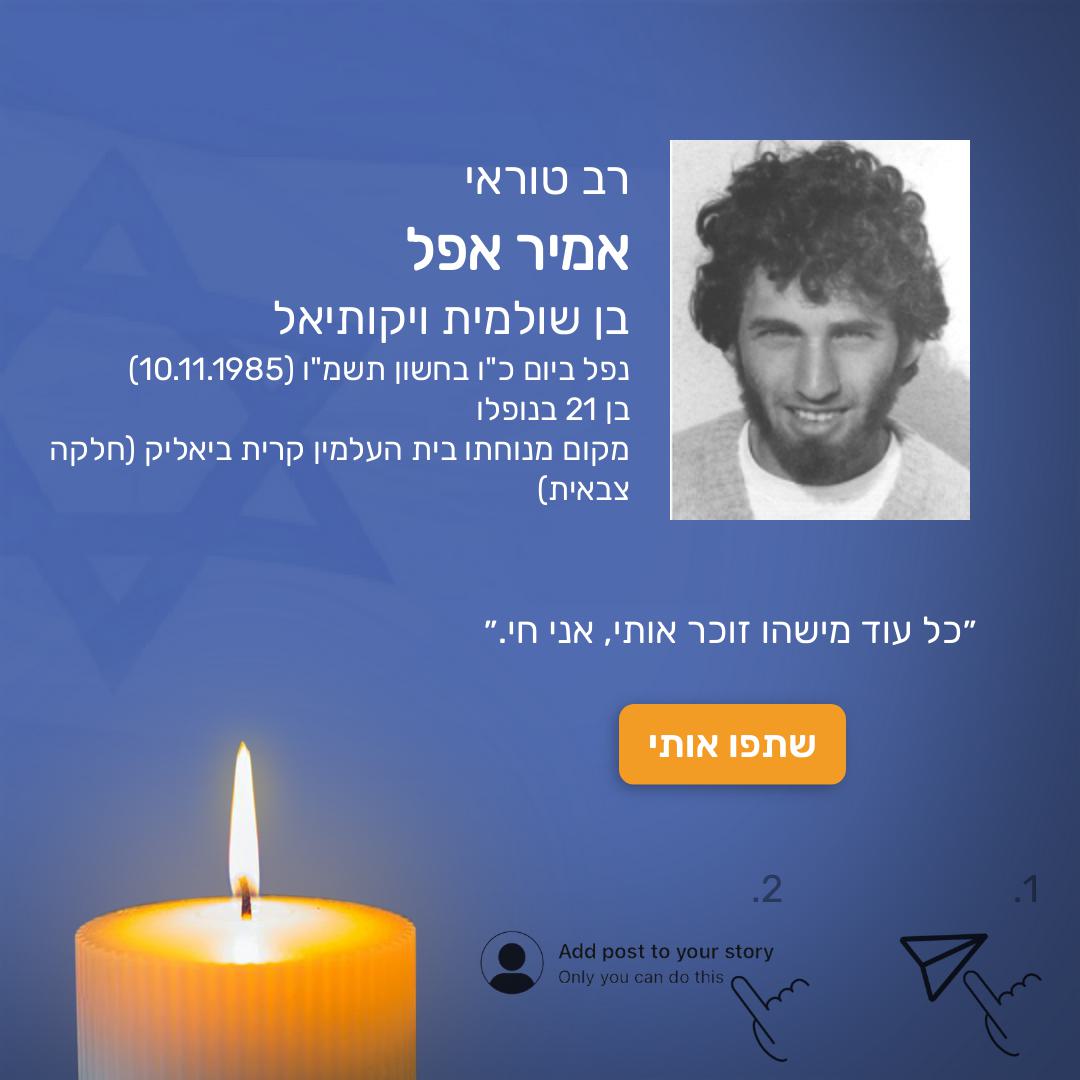 רב טוראי
אמיר אפל
בן שולמית ויקותיאל
נפל ביום כ"ו בחשון תשמ"ו (10.11.1985)
בן 21 בנופלו
מקום מנוחתו בית העלמין קרית ביאליק (חלקה
צבאית)
״כל עוד מישהו זוכר אותי, אני חי.״
שתפו אותי
.1
.2
Add post to your story
Only you can do this